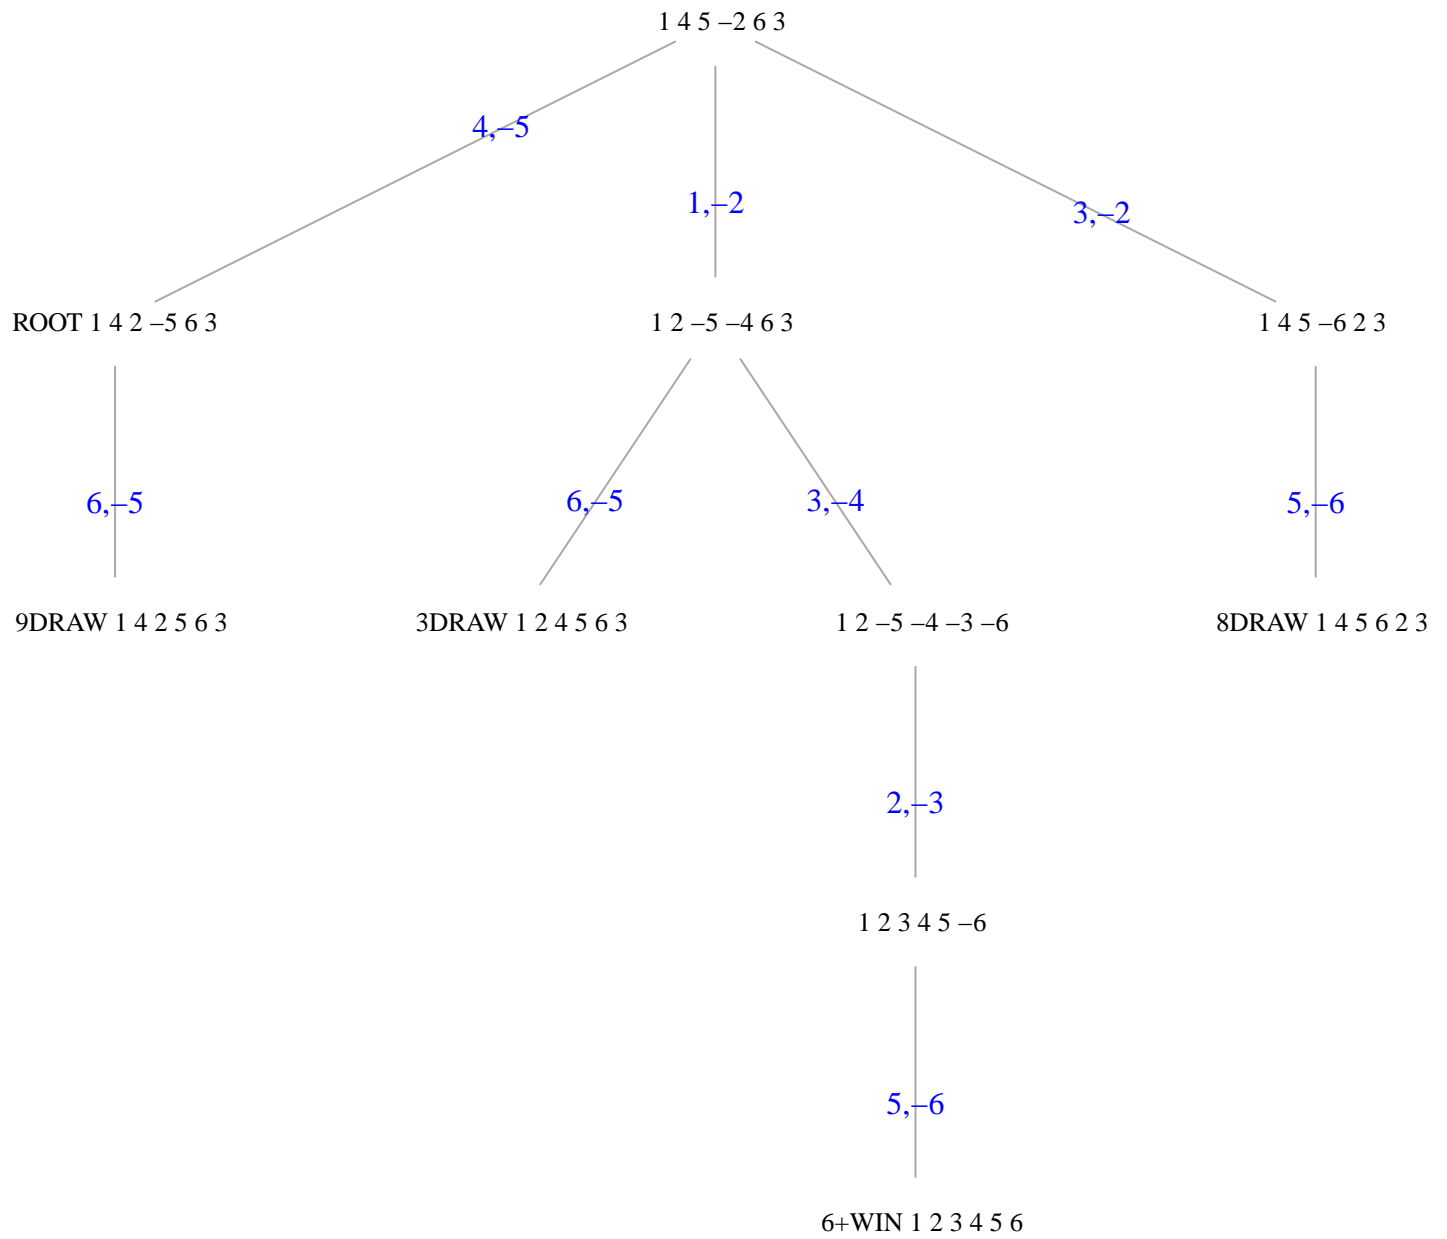 1 4 5 –2 6 3
4,–5
1,–2
3,–2
ROOT 1 4 2 –5 6 3
1 2 –5 –4 6 3
1 4 5 –6 2 3
6,–5
6,–5
3,–4
5,–6
9DRAW 1 4 2 5 6 3
3DRAW 1 2 4 5 6 3
1 2 –5 –4 –3 –6
8DRAW 1 4 5 6 2 3
2,–3
1 2 3 4 5 –6
5,–6
6+WIN 1 2 3 4 5 6